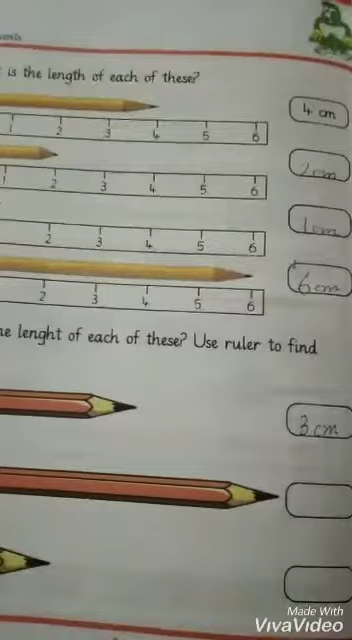 is the length of each of these?
4 cm
1 2 3 4 5 6
2 cm
1 2 3 4 5 6
1 cm
2 3 4 5 6
6 cm
2 3 4 5 6
lenght of each of these? Use ruler to find
3 cm
Made With
VivaVideo